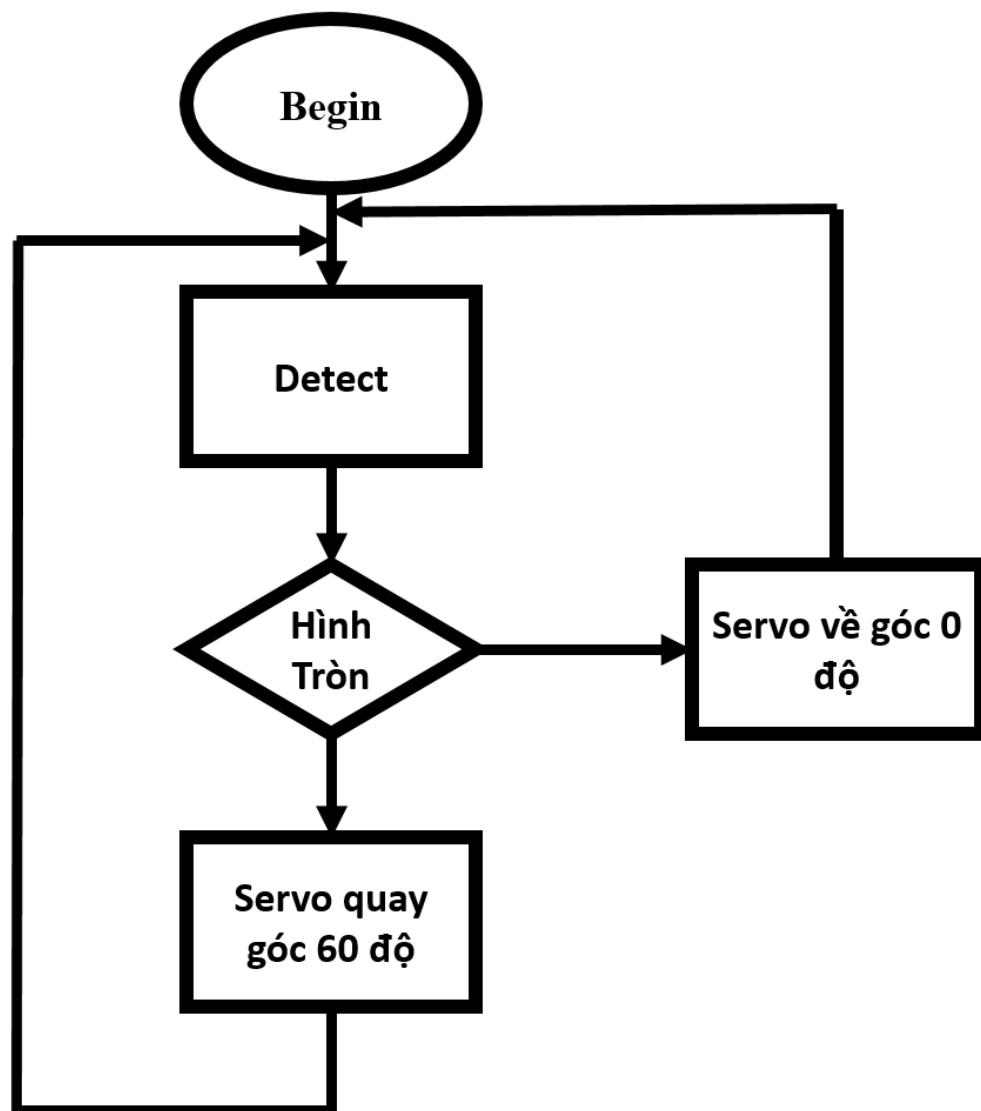 Begin
Detect
Hình
Tròn
Servo về góc 0
độ
Servo quay
góc 60 độ